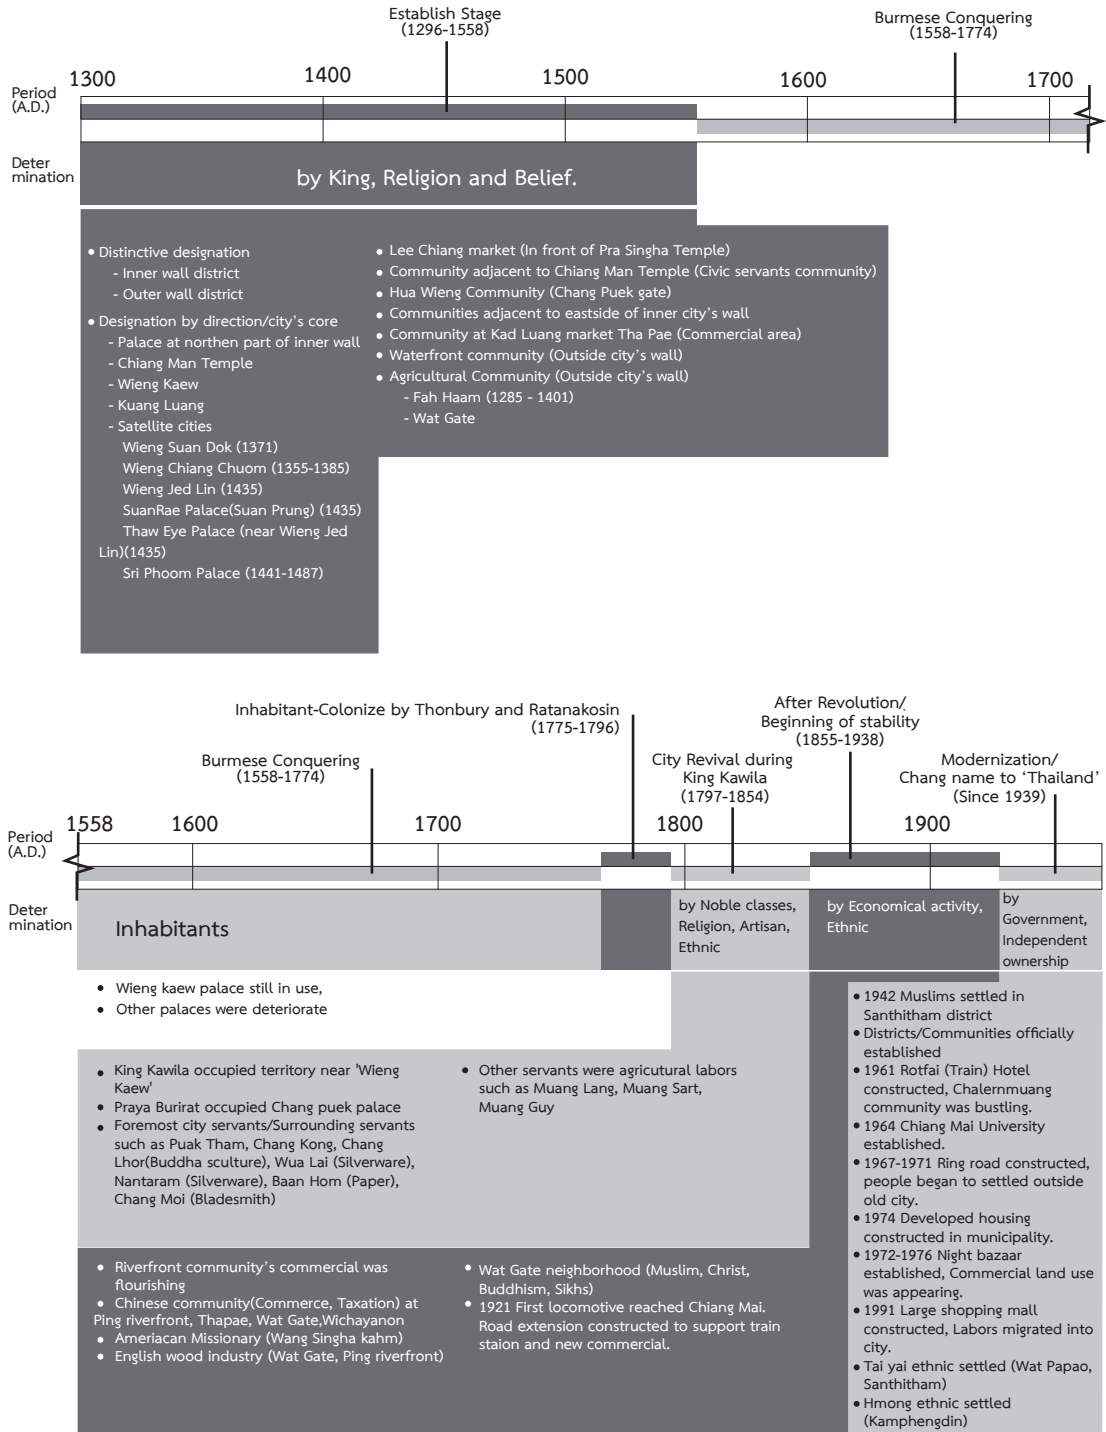 Establish Stage
(1296-1558)
Burmese Conquering
(1558-1774)
1300
1400
1500
1600
1700
Period
(A.D.)
Deter
mination
by King, Religion and Belief.
• Distinctive designation
- Inner wall district
- Outer wall district
• Designation by direction/city's core
- Palace at northen part of inner wall
- Chiang Man Temple
- Wieng Kaew
- Kuang Luang
- Satellite cities
Wieng Suan Dok (1371)
Wieng Chiang Chuom (1355-1385)
Wieng Jed Lin (1435)
SuanRae Palace(Suan Prung) (1435)
Thaw Eye Palace (near Wieng Jed
Lin)(1435)
Sri Phoom Palace (1441-1487)
• Lee Chiang market (In front of Pra Singha Temple)
• Community adjacent to Chiang Man Temple (Civic servants community)
• Hua Wieng Community (Chang Puek gate)
• Communities adjacent to eastside of inner city's wall
• Community at Kad Luang market Tha Pae (Commercial area)
• Waterfront community (Outside city's wall)
• Agricultural Community (Outside city's wall)
- Fah Haam (1285 - 1401)
- Wat Gate
Inhabitant-Colonize by Thonbury and Ratanakosin
(1775-1796)
After Revolution/
Beginning of stability
(1855-1938)
Burmese Conquering
(1558-1774)
City Revival during
King Kawila
(1797-1854)
Modernization/
Chang name to 'Thailand'
(Since 1939)
1558
1600
1700
1800
1900
Period
(A.D.)
Deter
mination
Inhabitants
by Noble classes,
Religion, Artisan,
Ethnic
by Economical activity,
Ethnic
by
Government,
Independent
ownership
• Wieng kaew palace still in use,
• Other palaces were deteriorate
• King Kawila occupied territory near 'Wieng
Kaew'
• Praya Burirat occupied Chang puek palace
• Foremost city servants/Surrounding servants
such as Puak Tham, Chang Kong, Chang
Lhor(Buddha sculture), Wua Lai (Silverware),
Nantaram (Silverware), Baan Hom (Paper),
Chang Moi (Bladesmith)
• Other servants were agricutural labors
such as Muang Lang, Muang Sart,
Muang Guy
• Riverfront community's commercial was
flourishing
• Chinese community(Commerce, Taxation) at
Ping riverfront, Thapae, Wat Gate,Wichayanon
• Ameriacan Missionary (Wang Singha kahm)
• English wood industry (Wat Gate, Ping riverfront)
• Wat Gate neighborhood (Muslim, Christ,
Buddhism, Sikhs)
• 1921 First locomotive reached Chiang Mai.
Road extension constructed to support train
staion and new commercial.
• 1942 Muslims settled in
Santhitham district
• Districts/Communities officially
established
• 1961 Rotfai (Train) Hotel
constructed, Chalernmuang
community was bustling.
• 1964 Chiang Mai University
established.
• 1967-1971 Ring road constructed,
people began to settled outside
old city.
• 1974 Developed housing
constructed in municipality.
• 1972-1976 Night bazaar
established, Commercial land use
was appearing.
• 1991 Large shopping mall
constructed, Labors migrated into
city.
• Tai yai ethnic settled (Wat Papao,
Santhitham)
• Hmong ethnic settled
(Kamphengdin)